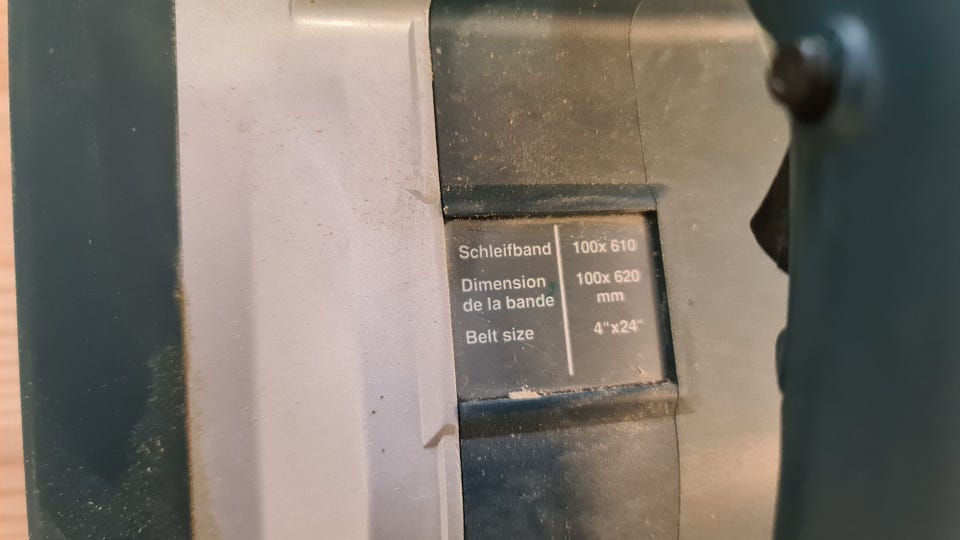 Schleifband 100x 610
Dimension 100x 620
de la bande mm
Belt size 4"x24"